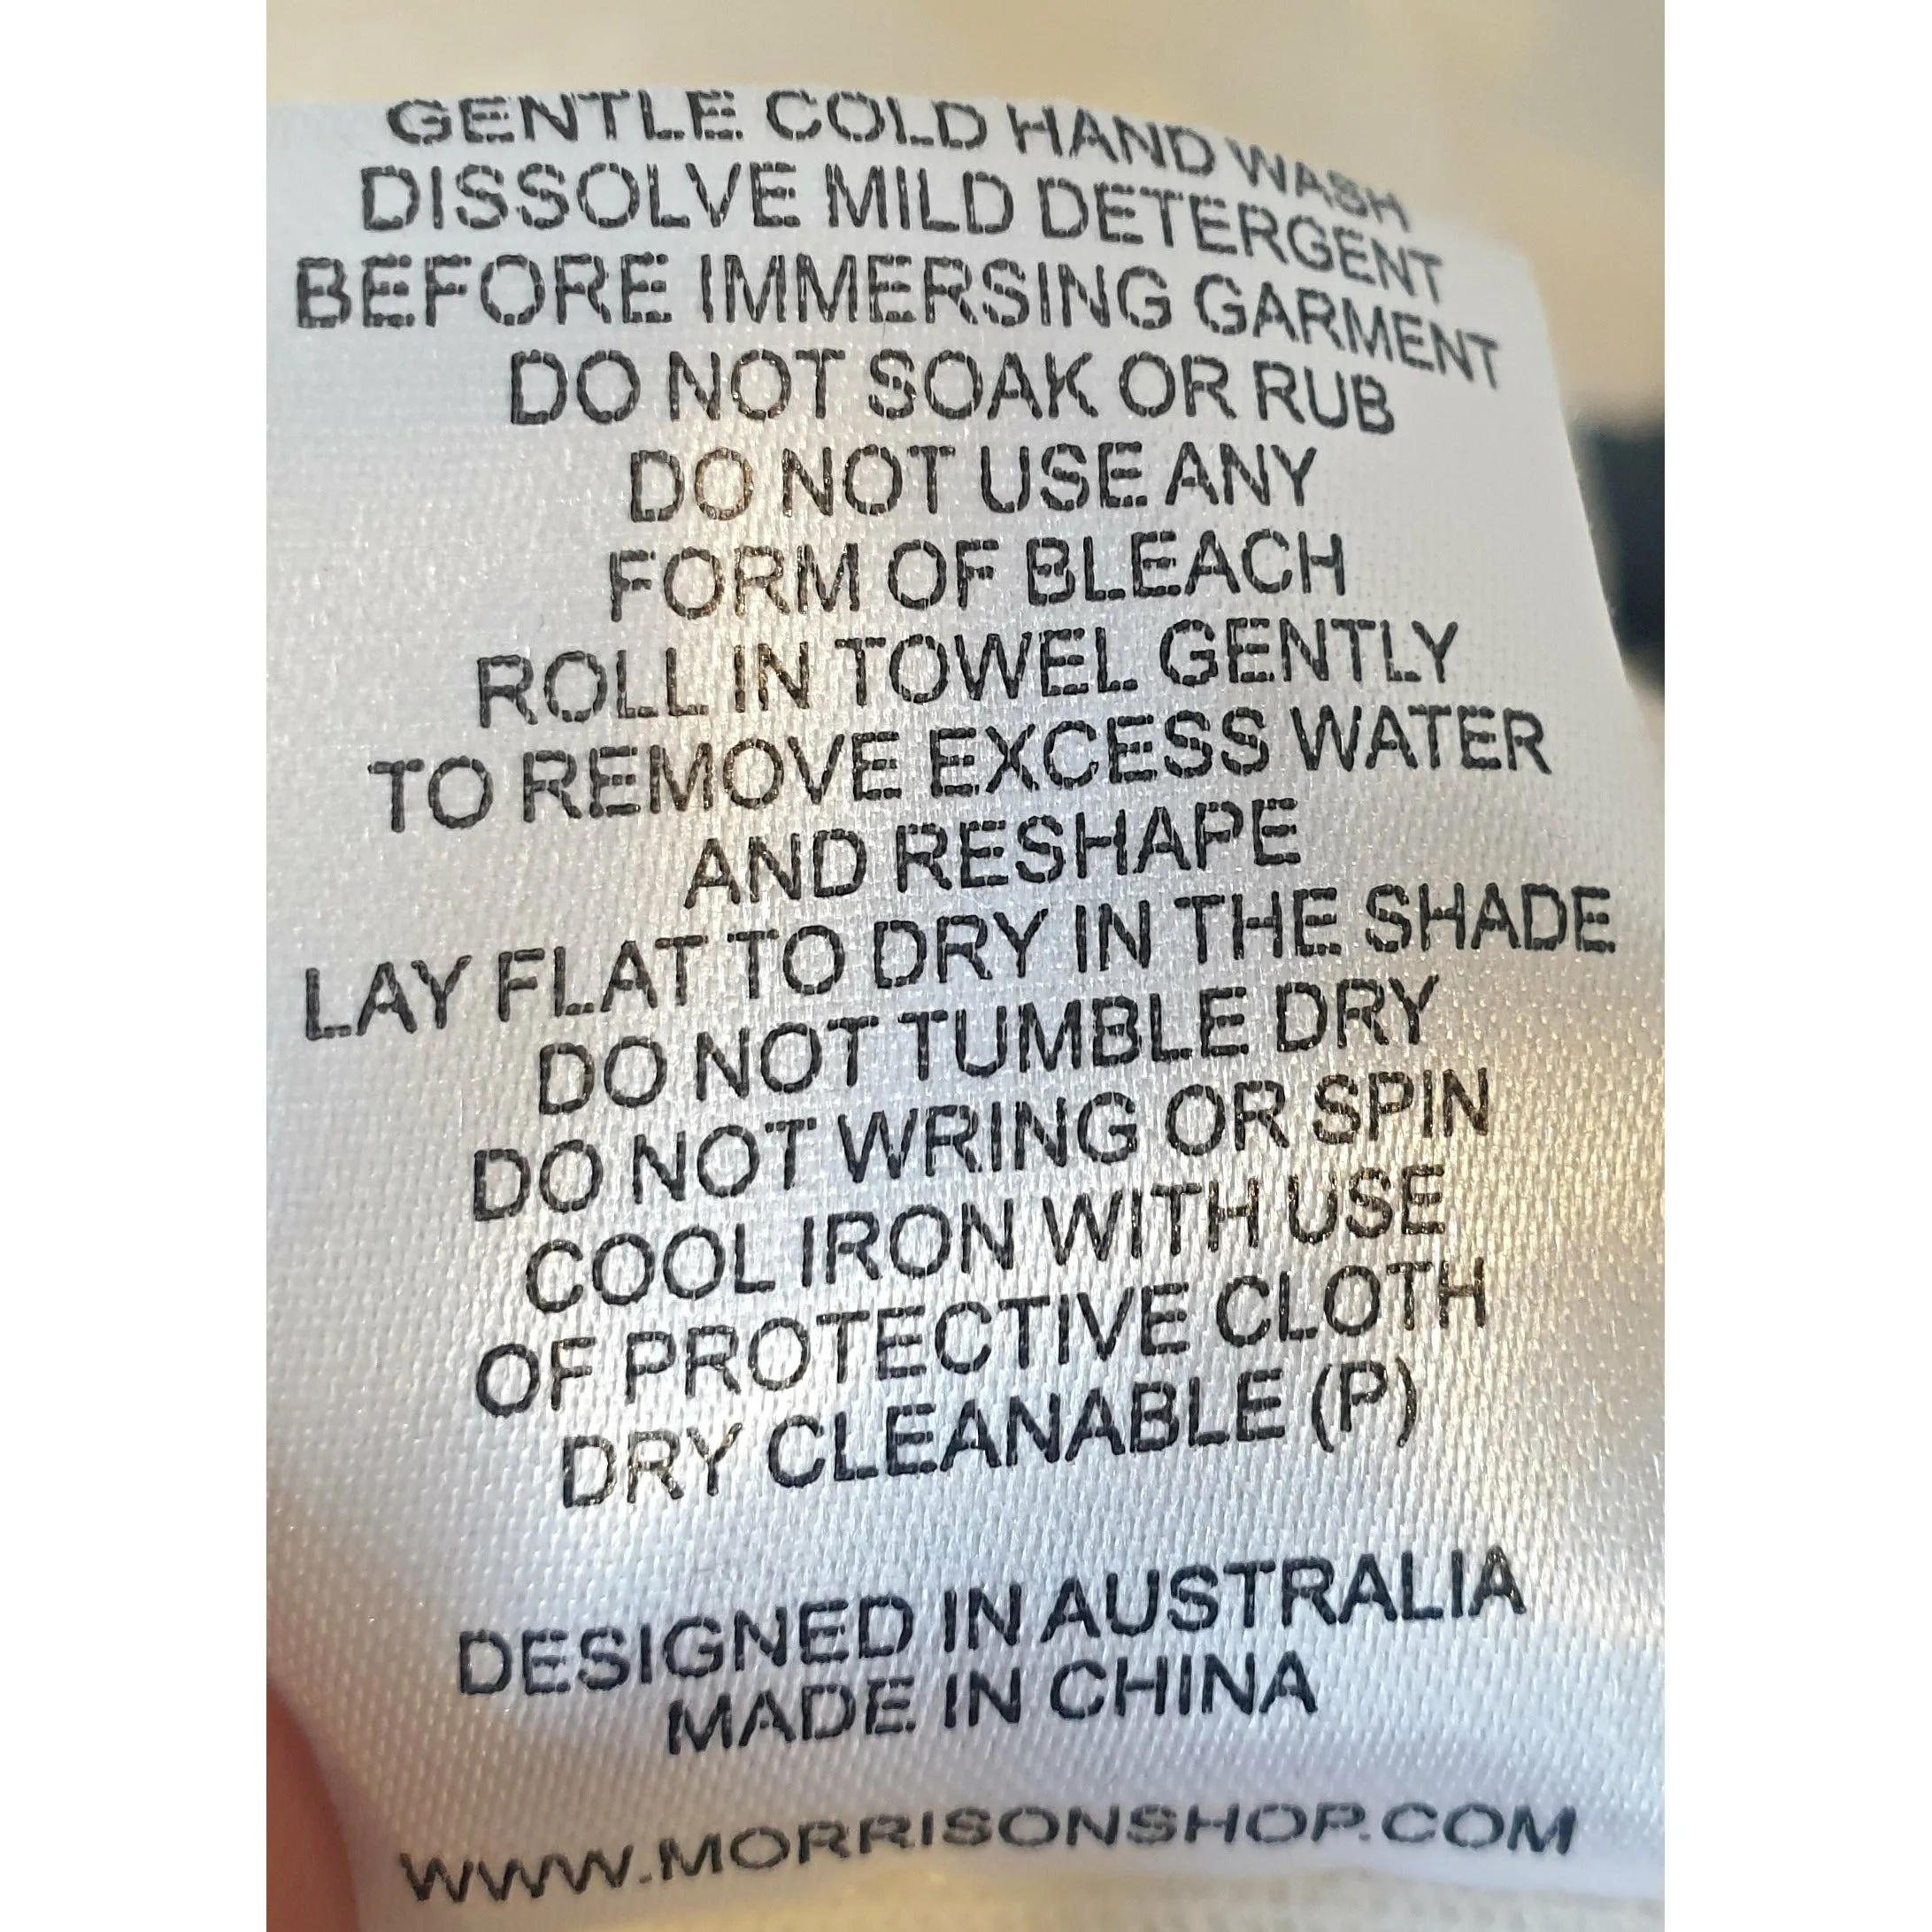 GENTLE COLD HAND WASH
DISSOLVE MILD DETERGENT
BEFORE IMMERSING GARMENT
DO NOT SOAK OR RUB
DO NOT USE ANY
FORM OF BLEACH
ROLL IN TOWEL GENTLY
TO REMOVE EXCESS WATER
AND RESHAPE
LAY FLAT TO DRY IN THE SHADE
DO NOT TUMBLE DRY
DO NOT WRING OR SPIN
COOL IRON WITH USE
OF PROTECTIVE CLOTH
DRY CLEANABLE (P)
DESIGNED IN AUSTRALIA
MADE IN CHINA
WWW.MORRISONSHOP.COM